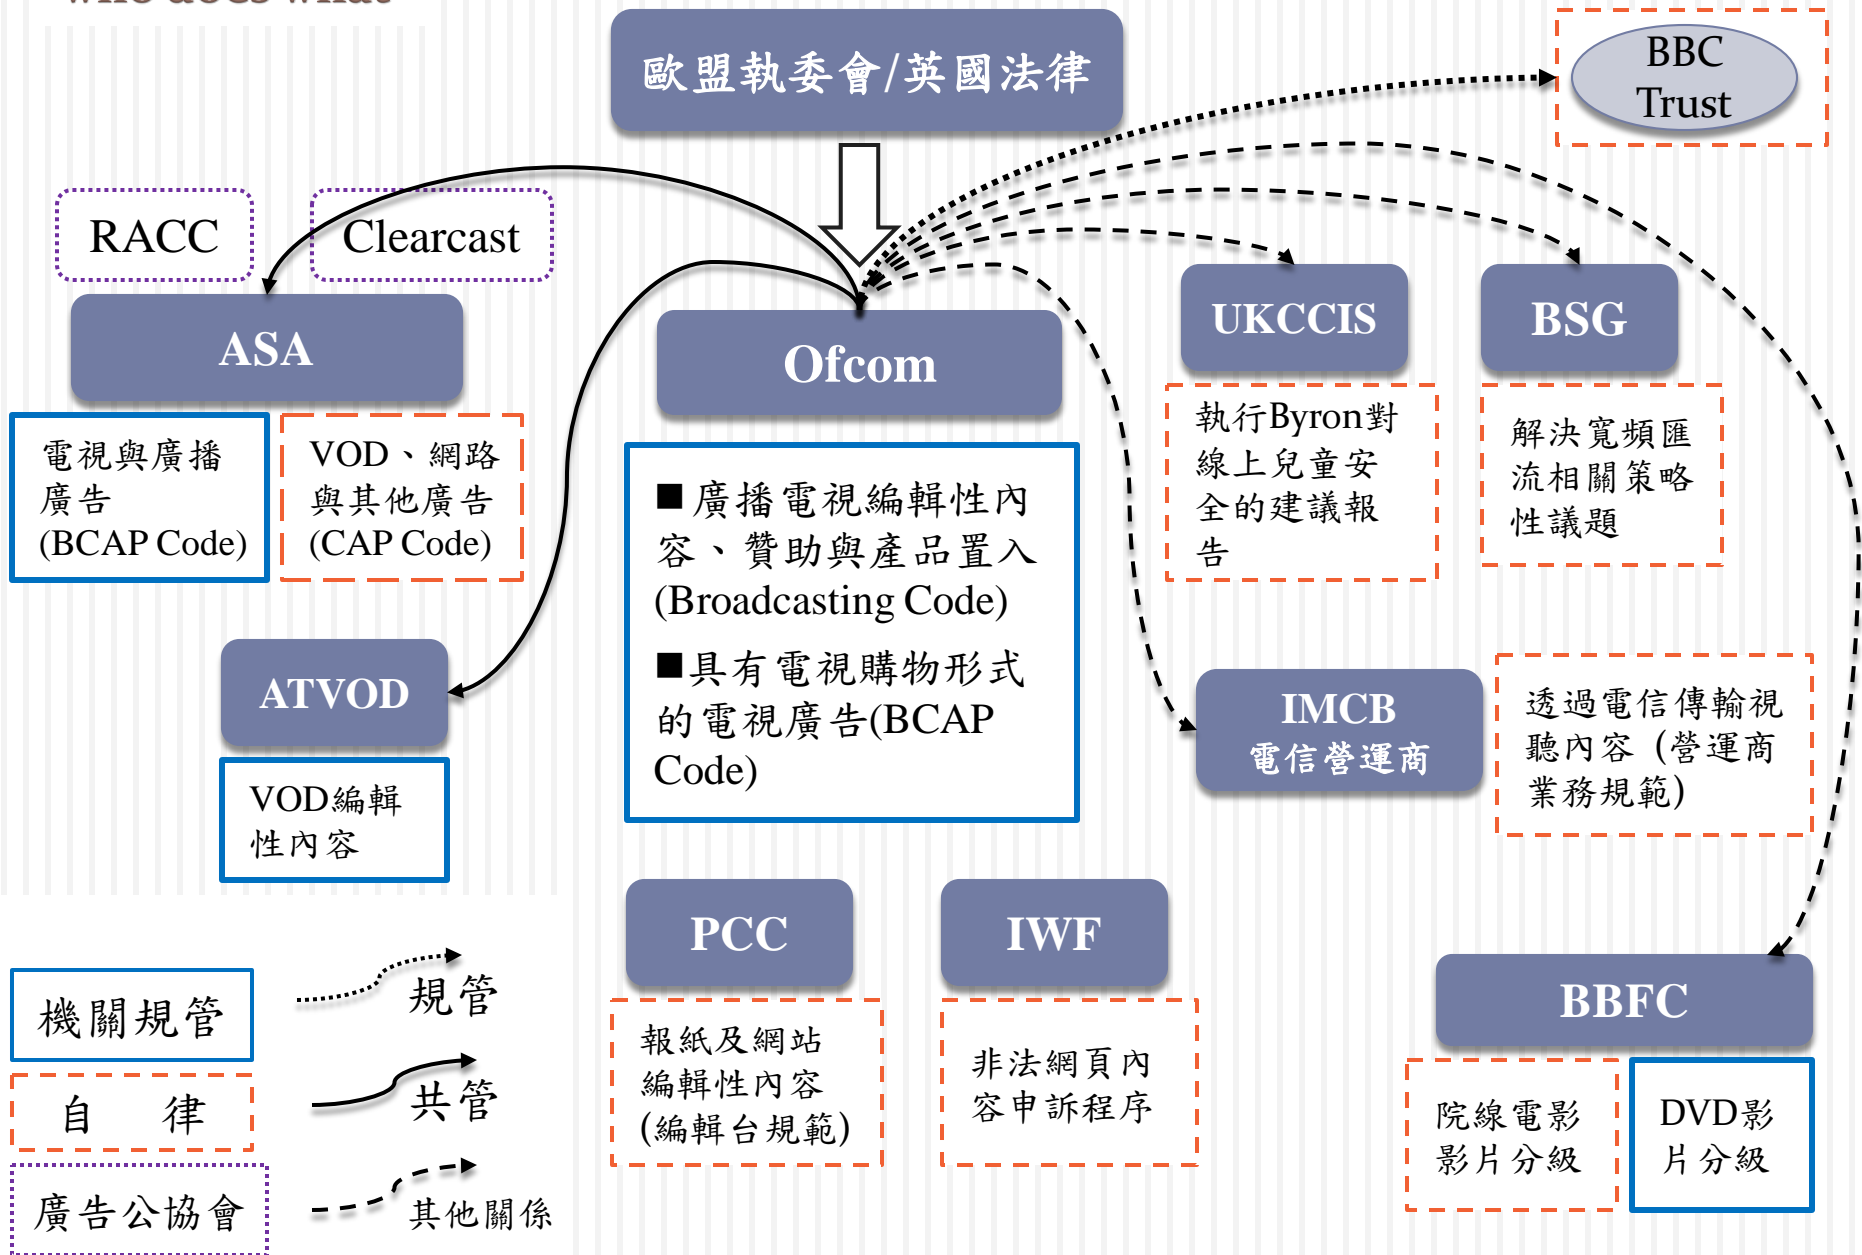 who does what
歐盟執委會/英國法律
BBC
Trust
RACC
Clearcast
ASA
Ofcom
UKCCIS
BSG
電視與廣播
廣告
(BCAP Code)
VOD、網路
與其他廣告
(CAP Code)
■廣播電視編輯性內
容、贊助與產品置入
(Broadcasting Code)
■具有電視購物形式
的電視廣告(BCAP
Code)
執行Byron對
線上兒童安
全的建議報
告
解決寬頻匯
流相關策略
性議題
ATVOD
VOD編輯
性內容
IMCB
電信營運商
透過電信傳輸視
聽內容 (營運商
業務規範)
PCC
IWF
報紙及網站
編輯性內容
(編輯台規範)
非法網頁內
容申訴程序
BBFC
院線電影
影片分級
DVD影
片分級
機關規管
規管
自 律
共管
廣告公協會
其他關係